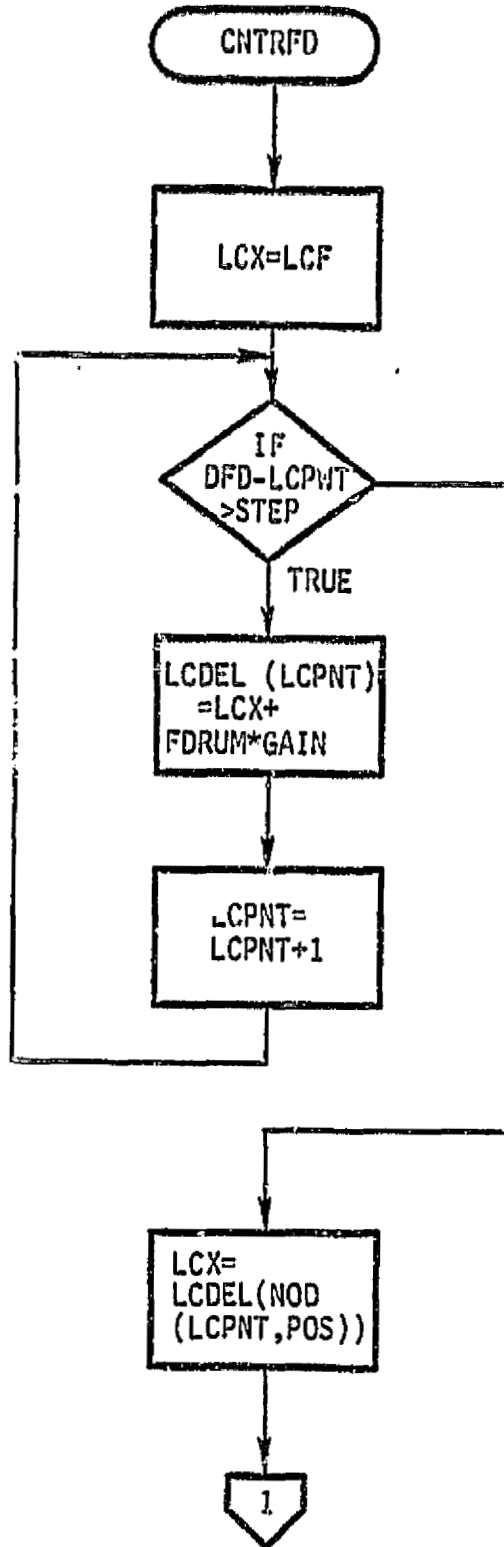 CNTRFD
LCX=LCF
IF
DFD-LCPWT
>STEP
TRUE
LCDEL (LCPNT)
=LCX+
FDRUM*GAIN
LCPNT=
LCPNT+1
LCX=
LCDEL(NOD
(LCPNT,POS))
1